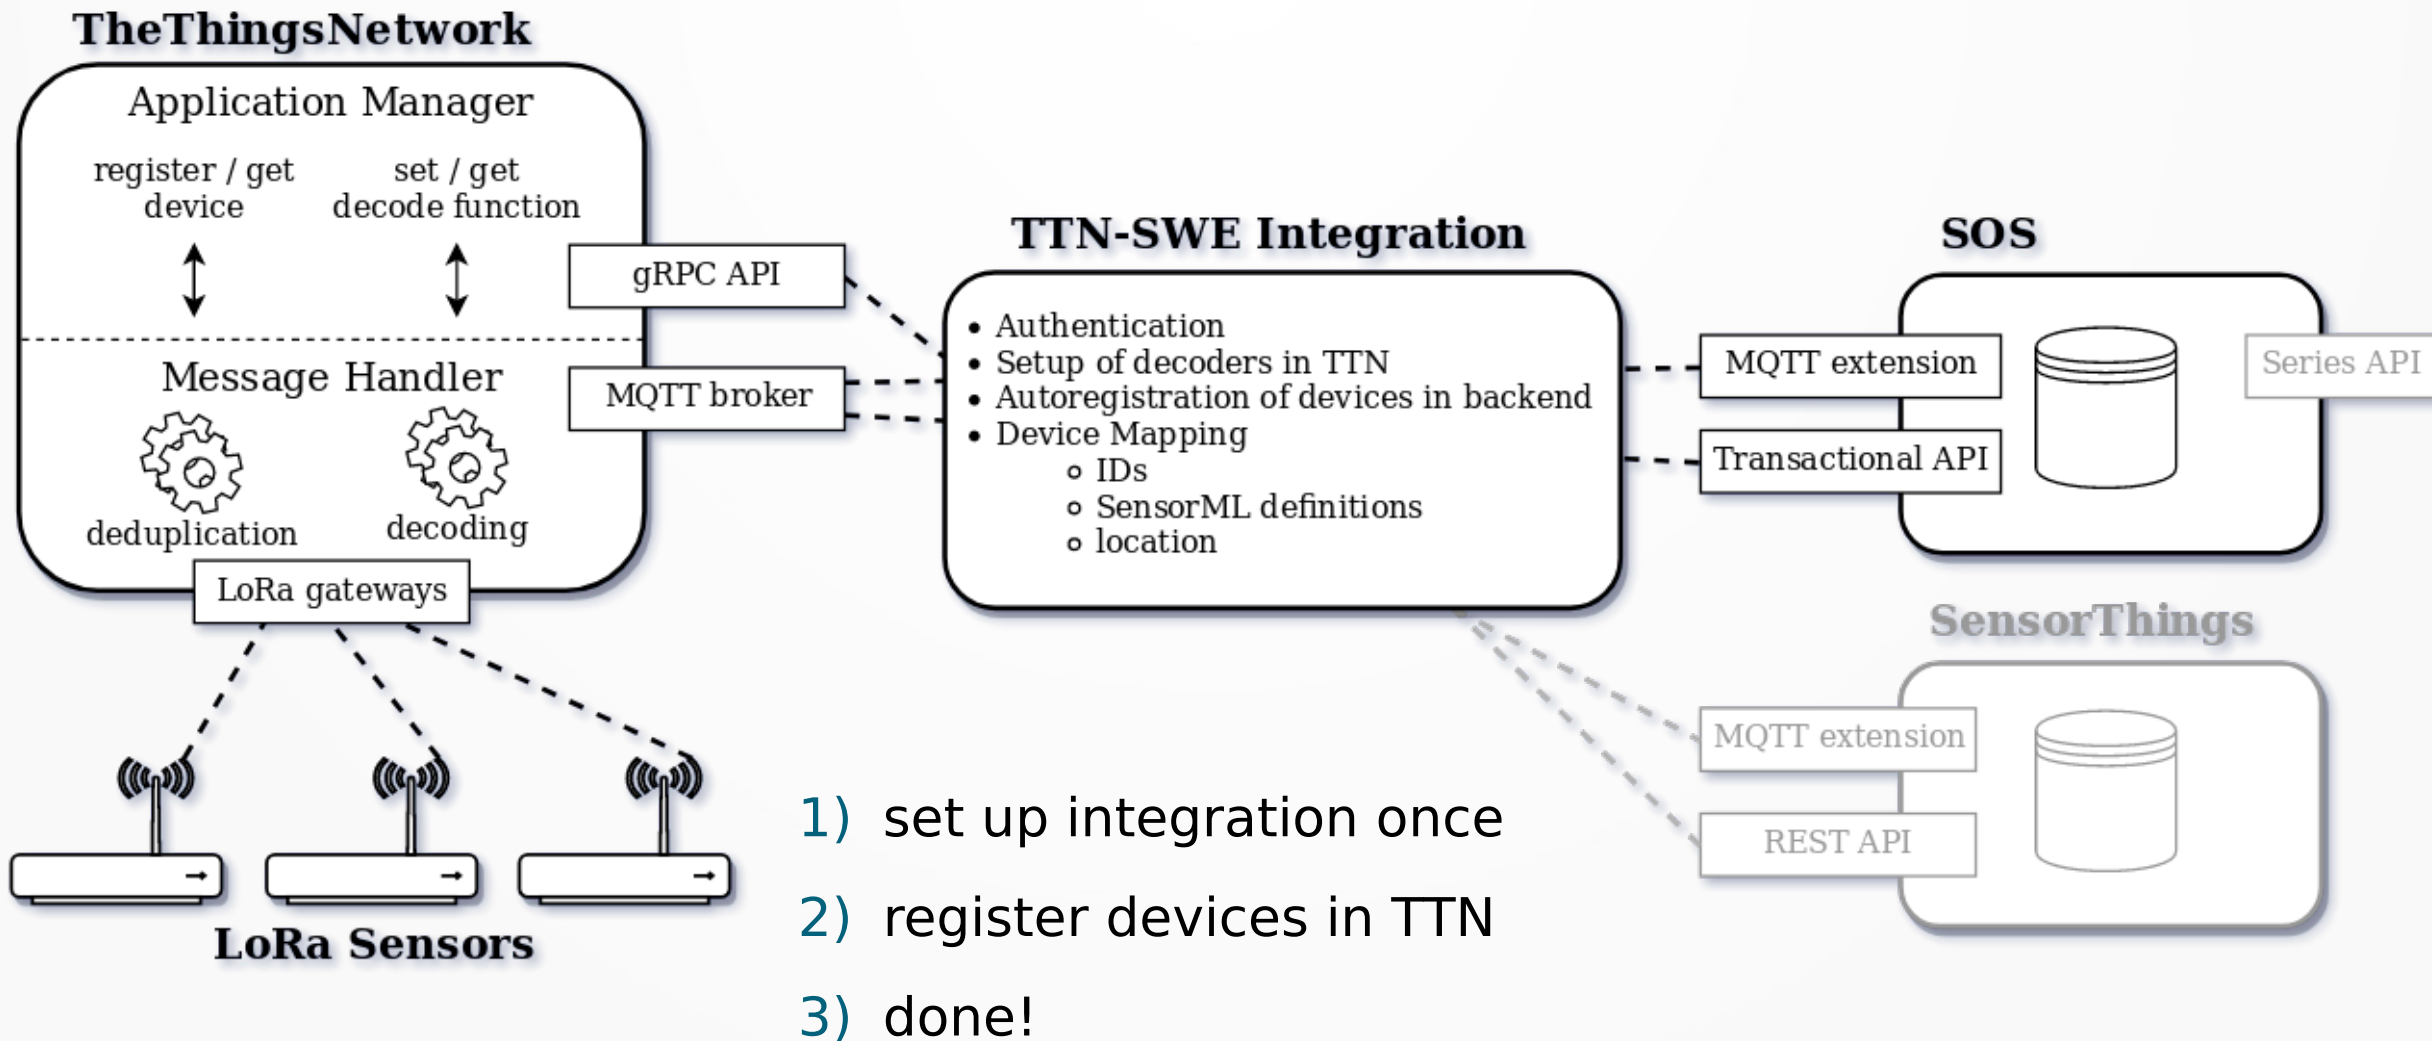 TheThingsNetwork
Application Manager
register / get
device
set / get
decode function
gRPC API
Message Handler
MQTT broker
deduplication
decoding
LoRa gateways
LoRa Sensors
TTN-SWE Integration
• Authentication
• Setup of decoders in TTN
• Autoregistration of devices in backend
• Device Mapping
◦ IDs
◦ SensorML definitions
◦ location
SOS
MQTT extension
Transactional API
Series API
SensorThings
MQTT extension
REST API
1) set up integration once
2) register devices in TTN
3) done!